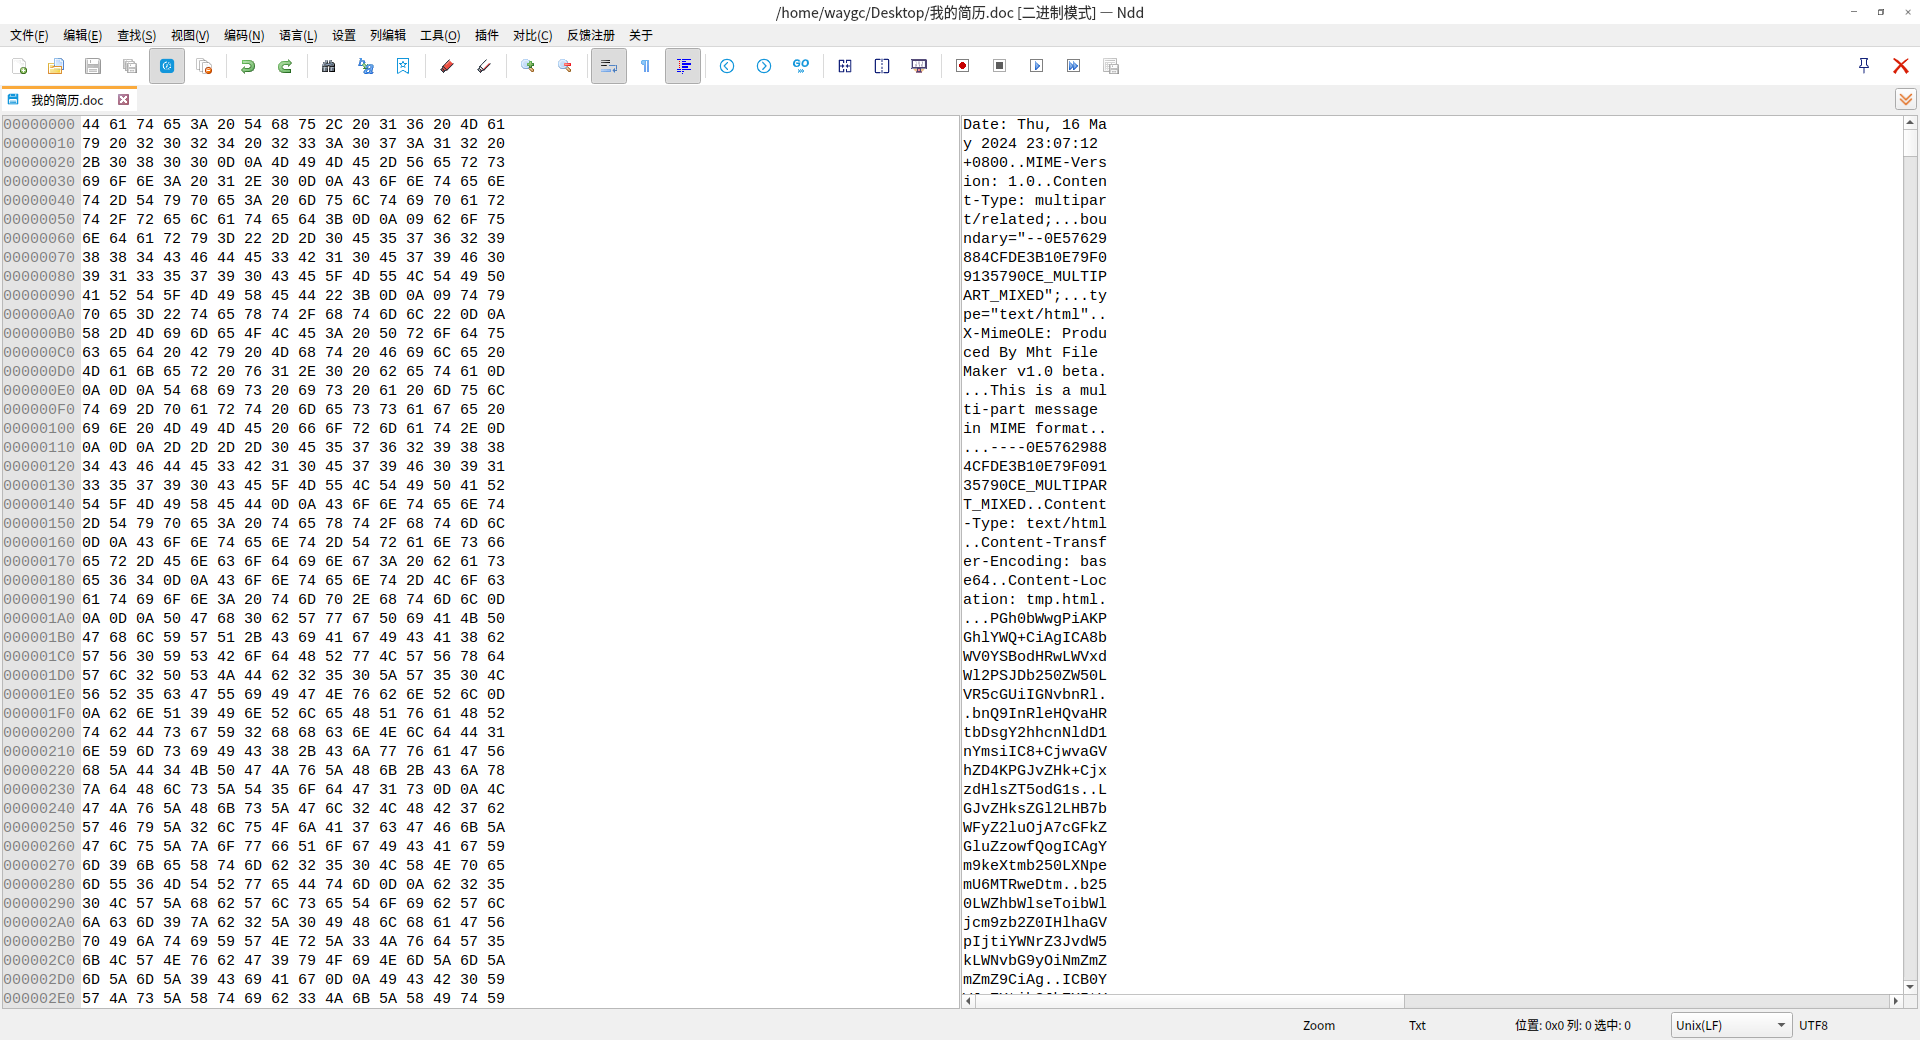 /home/waygc/Desktop/我的简历.doc [二进制模式] — Ndd
文件(F) 编辑(E) 查找(S) 视图(V) 编码(N) 语言(L) 设置 列编辑 工具(O) 插件 对比(C) 反馈注册 关于
我的简历.doc
00000000 44 61 74 65 3A 20 54 68 75 2C 20 31 36 20 4D 61 Date: Thu, 16 Ma
00000010 79 20 32 30 32 34 20 32 33 3A 30 37 3A 31 32 20 y 2024 23:07:12
00000020 2B 30 38 30 30 0D 0A 4D 49 4D 45 2D 56 65 72 73 +0800..MIME-Vers
00000030 69 6F 6E 3A 20 31 2E 30 0D 0A 43 6F 6E 74 65 6E ion: 1.0..Conten
00000040 74 2D 54 79 70 65 3A 20 6D 75 6C 74 69 70 61 72 t-Type: multipar
00000050 74 2F 72 65 6C 61 74 65 64 3B 0D 0A 09 62 6F 75 t/related;...bou
00000060 6E 64 61 72 79 3D 22 2D 2D 30 45 35 37 36 32 39 ndary="--0E57629
00000070 38 38 34 43 46 44 45 33 42 31 30 45 37 39 46 30 884CFDE3B10E79F0
00000080 39 31 33 35 37 39 30 43 45 5F 4D 55 4C 54 49 50 9135790CE_MULTIP
00000090 41 52 54 5F 4D 49 58 45 44 22 3B 0D 0A 09 74 79 ART_MIXED";...ty
000000A0 70 65 3D 22 74 65 78 74 2F 68 74 6D 6C 22 0D 0A pe="text/html"..
000000B0 58 2D 4D 69 6D 65 4F 4C 45 3A 20 50 72 6F 64 75 X-MimeOLE: Produ
000000C0 63 65 64 20 42 79 20 4D 68 74 20 46 69 6C 65 20 ced By Mht File
000000D0 4D 61 6B 65 72 20 76 31 2E 30 20 62 65 74 61 0D Maker v1.0 beta.
000000E0 0A 0D 0A 54 68 69 73 20 69 73 20 61 20 6D 75 6C ...This is a mul
000000F0 74 69 2D 70 61 72 74 20 6D 65 73 73 61 67 65 20 ti-part message
00000100 69 6E 20 4D 49 4D 45 20 66 6F 72 6D 61 74 2E 0D in MIME format..
00000110 0A 0D 0A 2D 2D 2D 2D 30 45 35 37 36 32 39 38 38 ...----0E5762988
00000120 34 43 46 44 45 33 42 31 30 45 37 39 46 30 39 31 4CFDE3B10E79F091
00000130 33 35 37 39 30 43 45 5F 4D 55 4C 54 49 50 41 52 35790CE_MULTIPAR
00000140 54 5F 4D 49 58 45 44 0D 0A 43 6F 6E 74 65 6E 74 T_MIXED..Content
00000150 2D 54 79 70 65 3A 20 74 65 78 74 2F 68 74 6D 6C -Type: text/html
00000160 0D 0A 43 6F 6E 74 65 6E 74 2D 54 72 61 6E 73 66 ..Content-Transf
00000170 65 72 2D 45 6E 63 6F 64 69 6E 67 3A 20 62 61 73 er-Encoding: bas
00000180 65 36 34 0D 0A 43 6F 6E 74 65 6E 74 2D 4C 6F 63 e64..Content-Loc
00000190 61 74 69 6F 6E 3A 20 74 6D 70 2E 68 74 6D 6C 0D ation: tmp.html.
000001A0 0A 0D 0A 50 47 68 30 62 57 77 67 50 69 41 4B 50 ...PGh0bWwgPiAKP
000001B0 47 68 6C 59 57 51 2B 43 69 41 67 49 43 41 38 62 GhlYWQ+CiAgICA8b
000001C0 57 56 30 59 53 42 6F 64 48 52 77 4C 57 56 78 64 WV0YSBodHRwLWVxd
000001D0 57 6C 32 50 53 4A 44 62 32 35 30 5A 57 35 30 4C Wl2PSJDb250ZW50L
000001E0 56 52 35 63 47 55 69 49 47 4E 76 62 6E 52 6C 0D VR5cGUiIGNvbnRl.
000001F0 0A 62 6E 51 39 49 6E 52 6C 65 48 51 76 61 48 52 .bnQ9InRleHQvaHR
00000200 74 62 44 73 67 59 32 68 68 63 6E 4E 6C 64 44 31 tbDsgY2hhcnNldD1
00000210 6E 59 6D 73 69 49 43 38 2B 43 6A 77 76 61 47 56 nYmsiIC8+CjwvaGV
00000220 68 5A 44 34 4B 50 47 4A 76 5A 48 6B 2B 43 6A 78 hZD4KPGJvZHk+Cjx
00000230 7A 64 48 6C 73 5A 54 35 6F 64 47 31 73 0D 0A 4C zdHlsZT5odG1s..L
00000240 47 4A 76 5A 48 6B 73 5A 47 6C 32 4C 48 42 37 62 GJvZHksZGl2LHB7b
00000250 57 46 79 5A 32 6C 75 4F 6A 41 37 63 47 46 6B 5A WFyZ2luOjA7cGFkZ
00000260 47 6C 75 5A 7A 6F 77 66 51 6F 67 49 43 41 67 59 GluZzowfQogICAgY
00000270 6D 39 6B 65 58 74 6D 62 32 35 30 4C 58 4E 70 65 m9keXtmb250LXNpe
00000280 6D 55 36 4D 54 52 77 65 44 74 6D 0D 0A 62 32 35 mU6MTRweDtm..b25
00000290 30 4C 57 5A 68 62 57 6C 73 65 54 6F 69 62 57 6C 0LWZhbWlseToibWl
000002A0 6A 63 6D 39 7A 62 32 5A 30 49 48 6C 68 61 47 56 jcm9zb2Z0IHlhaGV
000002B0 70 49 6A 74 69 59 57 4E 72 5A 33 4A 76 64 57 35 pIjtiYWNrZ3JvdW5
000002C0 6B 4C 57 4E 76 62 47 39 79 4F 69 4E 6D 5A 6D 5A kLWNvbG9yOiNmZmZ
000002D0 6D 5A 6D 5A 39 43 69 41 67 0D 0A 49 43 42 30 59 mZmZ9CiAg..ICB0Y
000002E0 57 4A 73 5A 58 74 69 62 33 4A 6B 5A 58 49 74 59
Zoom Txt 位置: 0x0 列: 0 选中: 0 Unix(LF) UTF8